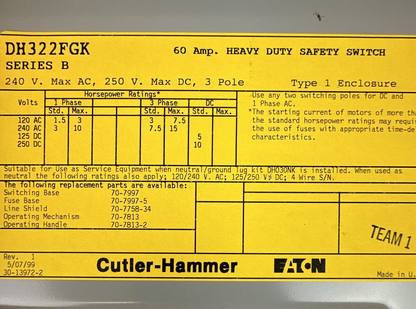 DH322FGK
60 Amp. HEAVY DUTY SAFETY SWITCH
SERIES B
240 V. Max AC, 250 V. Max DC, 3 Pole
Type 1 Enclosure
Horsepower Ratings*
Volts 1 Phase 3 Phase DC
Std. Max. Std. Max. Std. Max.
120 AC 1.5 3 3 7.5
240 AC 3 10 7.5 15
125 DC 5
250 DC 10
Use any two switching poles for DC and
1 Phase AC.
*The starting current of motors of more
the standard horsepower ratings may
the use of fuses with appropriate
characteristics.
Suitable for Use as Service Equipment when neutral/ground lug kit DH030NK is installed. When used as
neutral the following ratings also apply; 120/240 V. AC; 125/250 V. DC; 4 Wire S/N.
The following replacement parts are available:
Switching Base 70-7997
Fuse Base 70-7997-5
Line Shield 70-7758-34
Operating Mechanism 70-7813
Operating Handle 70-7813-2
TEAM 1
Rev. 1
5/07/99
30-13972-2
Cutler-Hammer
EATON
Made in U.